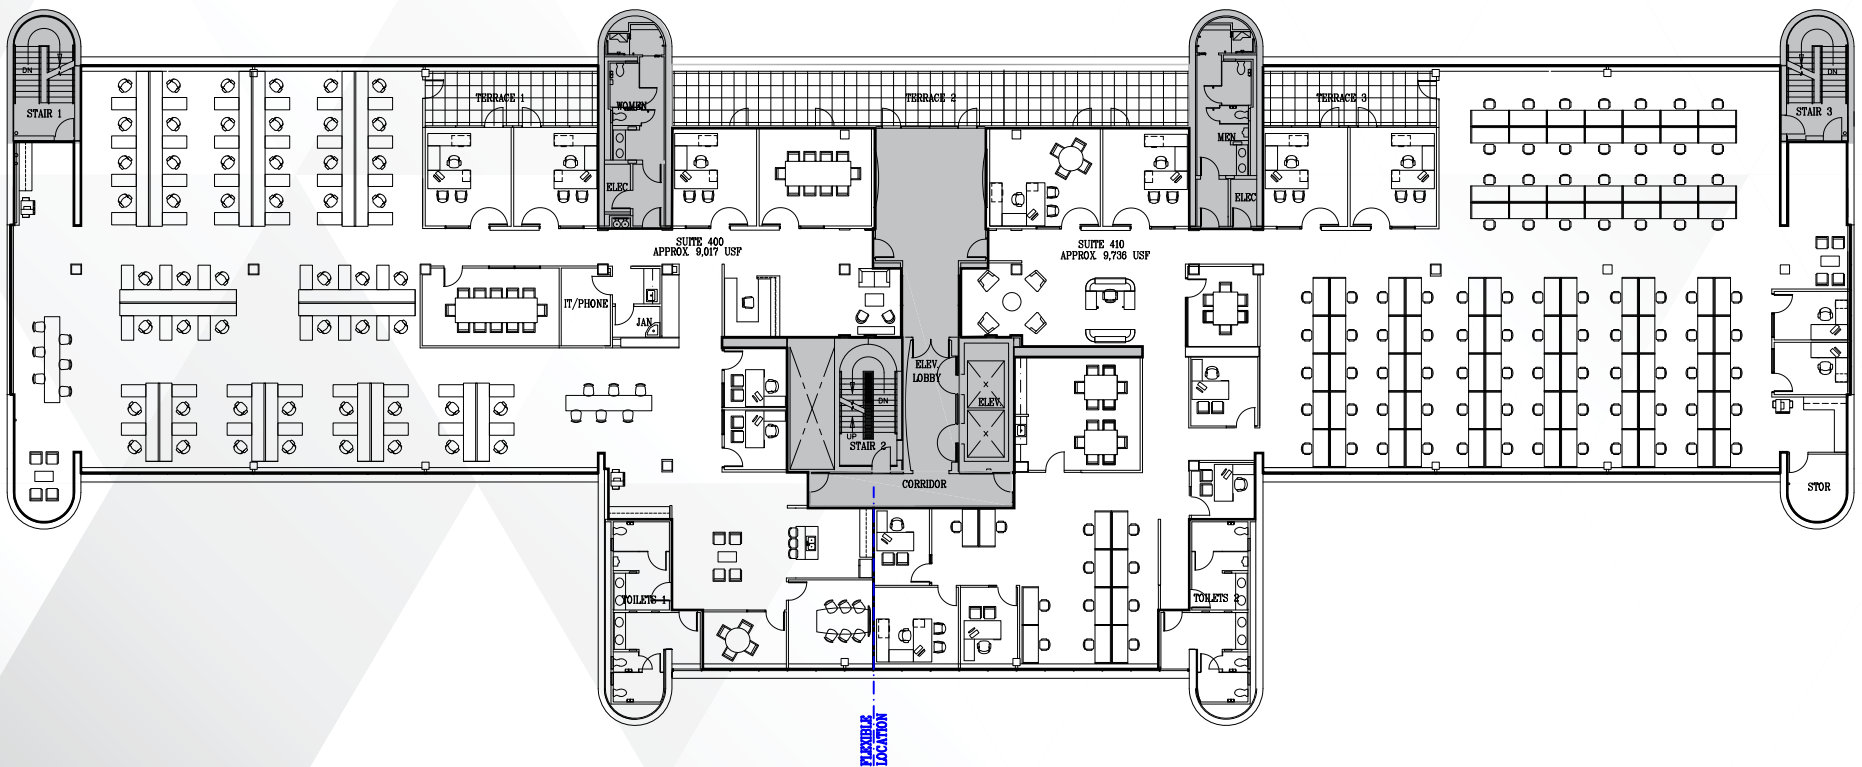 DN
STAIR 1
TERRACE 1
WOMEN
ELEC
TERRACE 2
MEN
ELEC
TERRACE 3
DN
STAIR 3
SUITE 400
APPROX. 9,017 USF
SUITE 410
APPROX. 9,736 USF
IT/PHONE
JAN
ELEV.
LOBBY
ELEV.
DN
UP
STAIR 2
CORRIDOR
STOR
TOILETS 1
TOILETS 2
FLEXIBLE
LOCATION